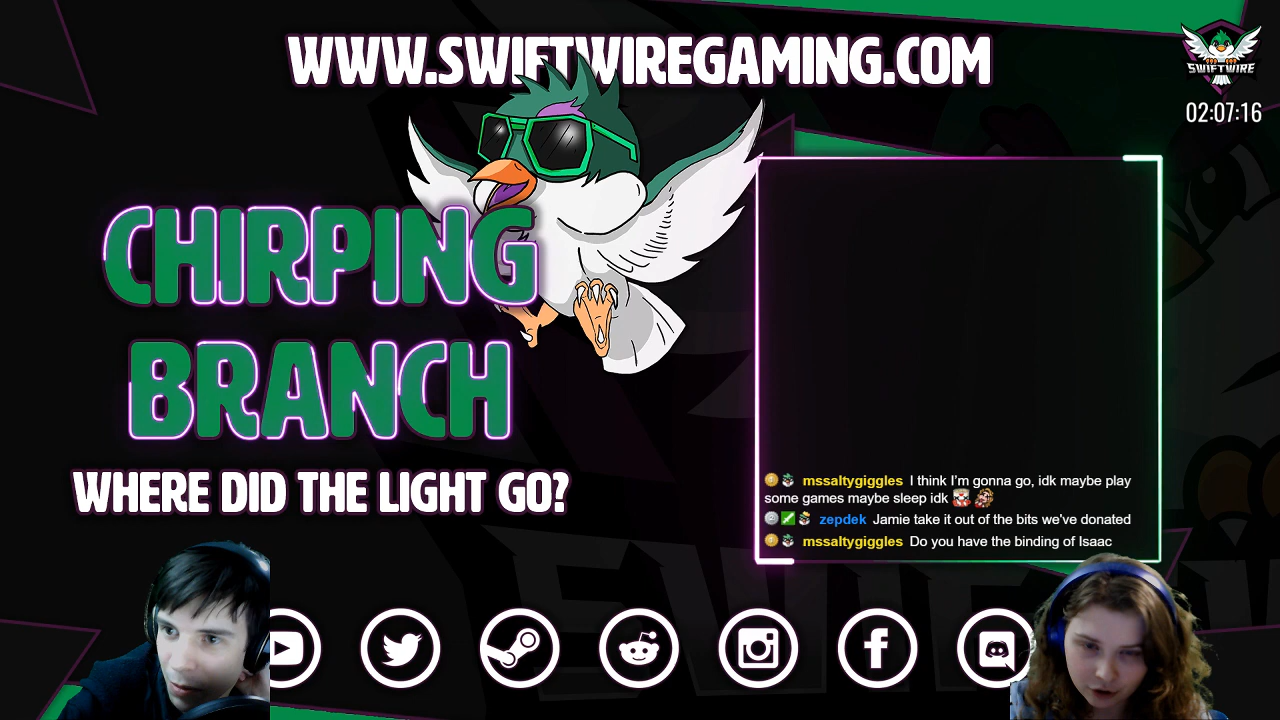 WWW.SWIFTWIREGAMING.COM
SWIFTWIRE
02:07:16
CHIRPING
BRANCH
WHERE DID THE LIGHT GO?
mssaltygiggles I think I'm gonna go, idk maybe play
some games maybe sleep idk
zepdek Jamie take it out of the bits we've donated
mssaltygiggles Do you have the binding of Isaac